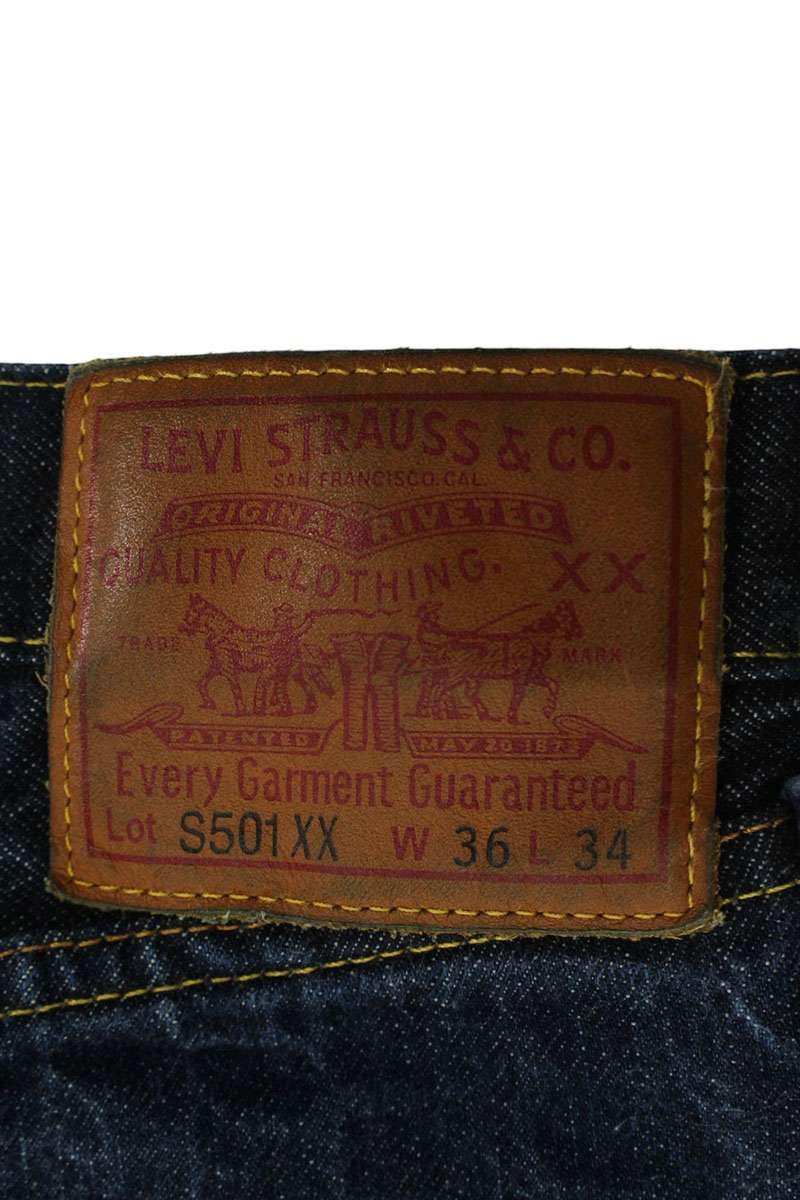 LEVI STRAUSS & CO.
SAN FRANCISCO. CAL.
ORIGINAL RIVETED
QUALITY CLOTHING. XX
TRADE MARK
PATENTED MAY 20 1873
Every Garment Guaranteed
Lot S501XX W 36 L 34